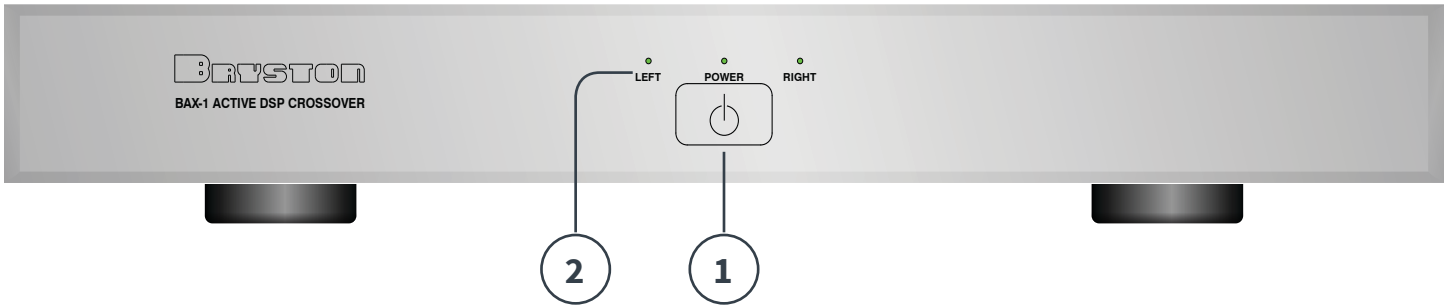 BRYSTON
BAX-1 ACTIVE DSP CROSSOVER
LEFT
POWER
RIGHT
2
1